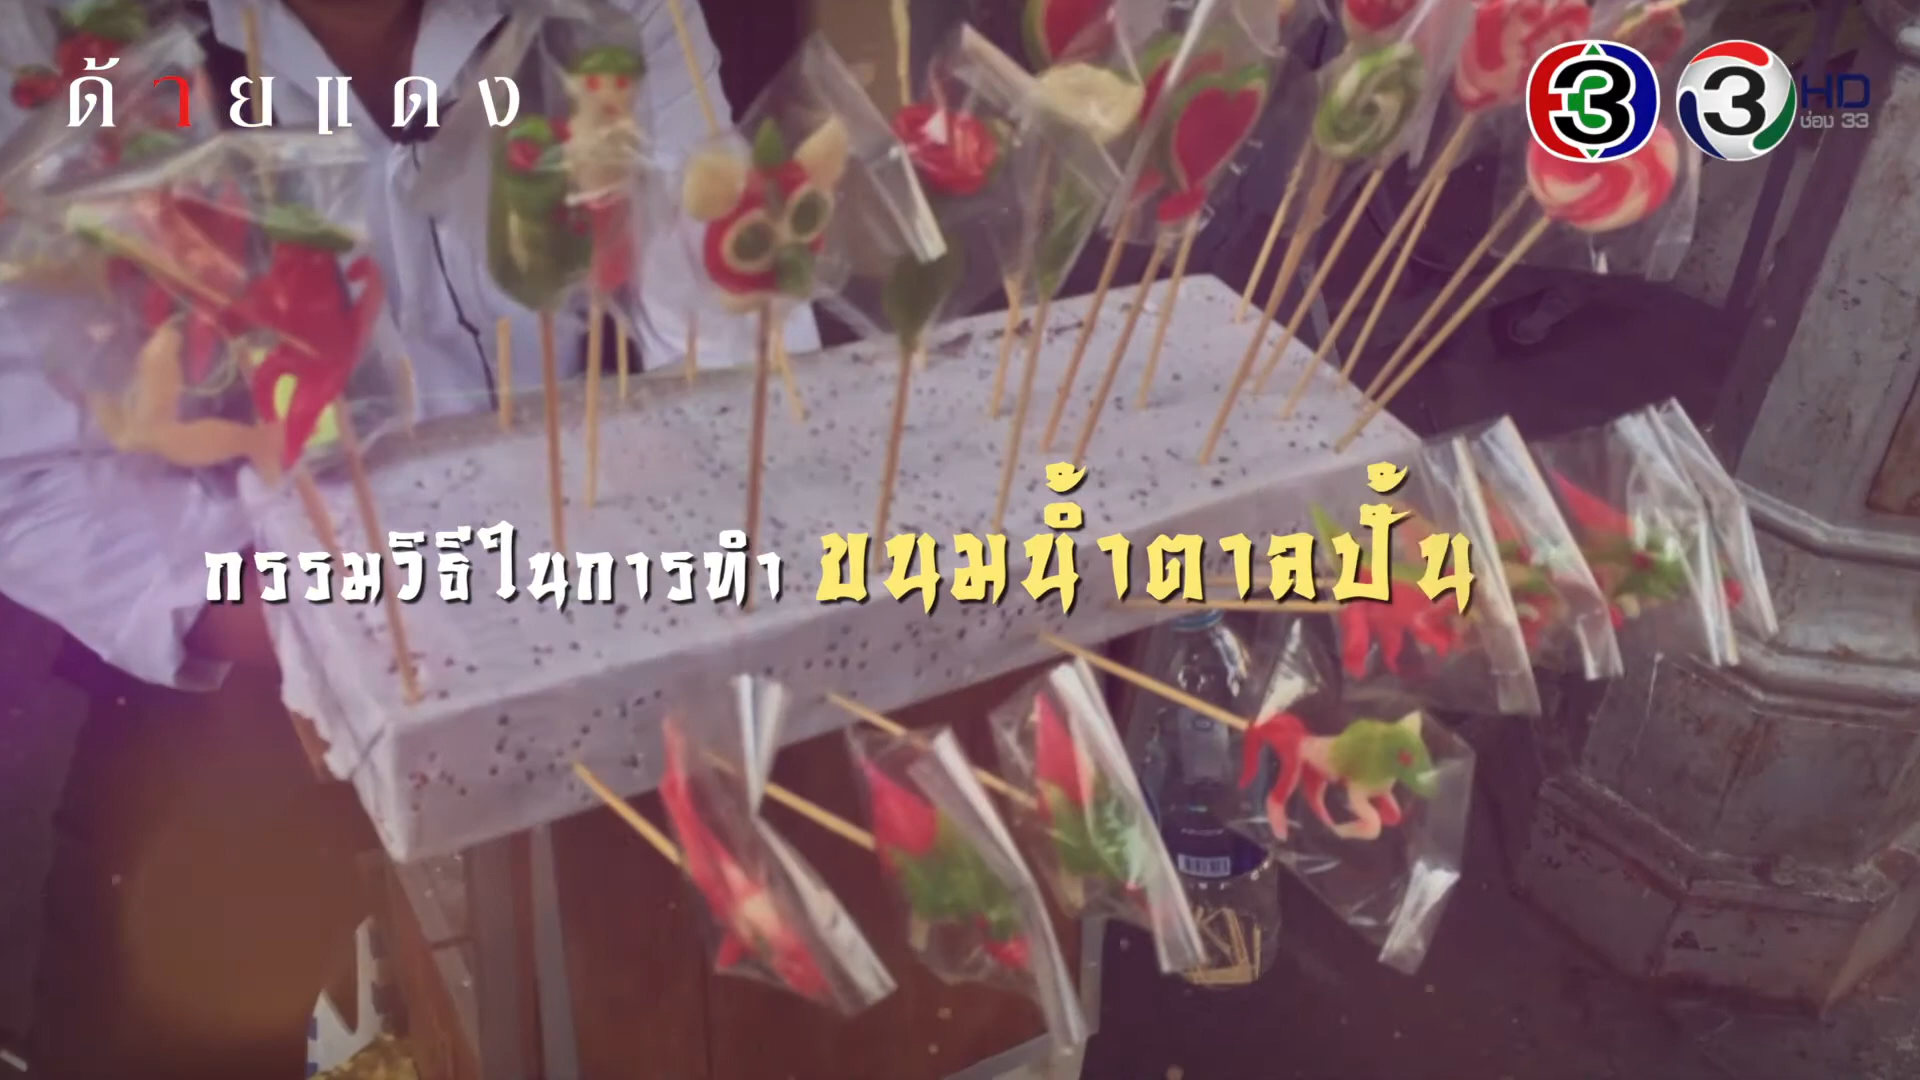 ด้ายแดง
3 3 HD
ช่อง 33
กรรมวิธีในการทำ ขนมน้ำตาลปั้น